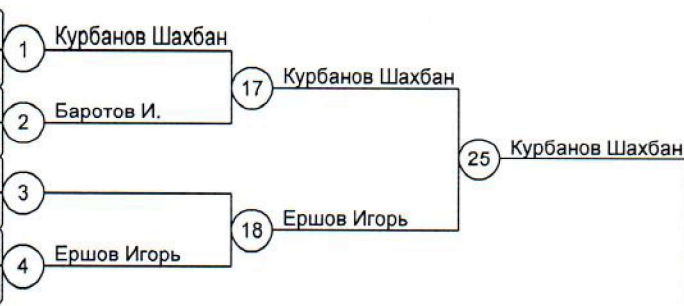 1 Курбанов Шахбан
17 Курбанов Шахбан
2 Баротов И.
25 Курбанов Шахбан
3
18 Ершов Игорь
4 Ершов Игорь